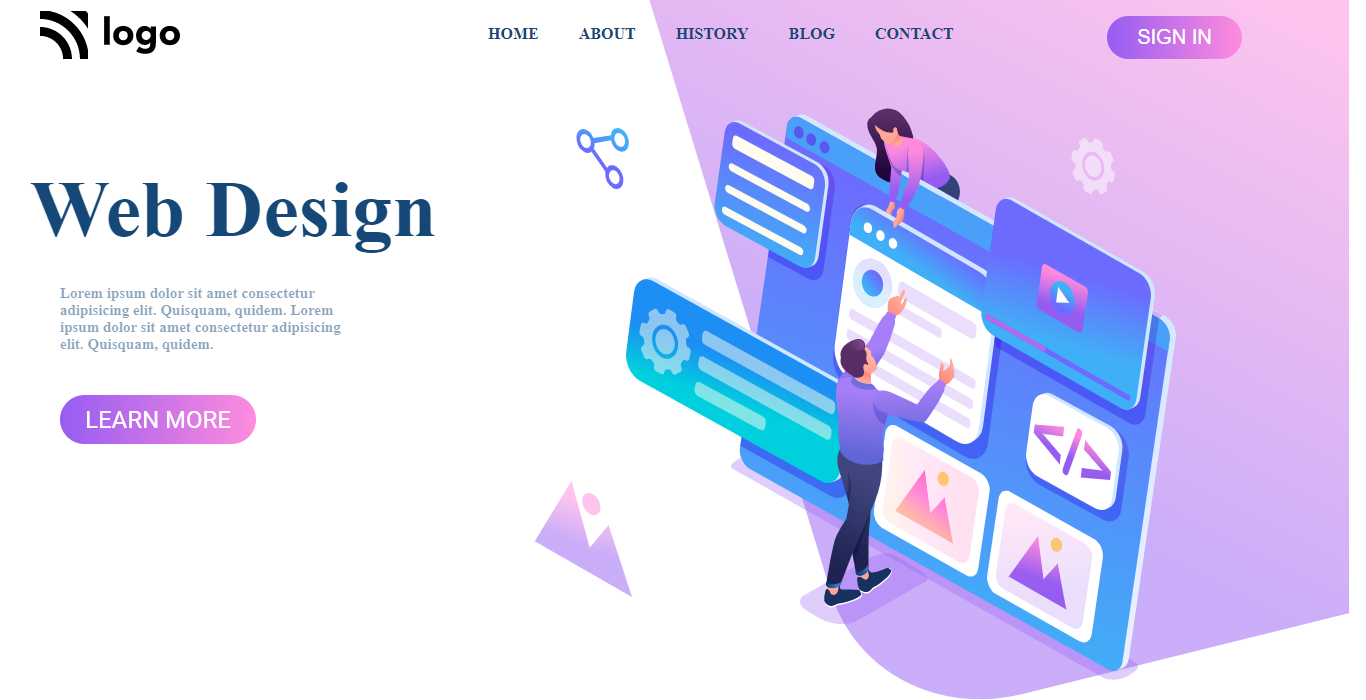 logo
HOME ABOUT HISTORY BLOG CONTACT
SIGN IN
Web Design
Lorem ipsum dolor sit amet consectetur
adipisicing elit. Quisquam, quidem. Lorem
ipsum dolor sit amet consectetur adipisicing
elit. Quisquam, quidem.
LEARN MORE
</>